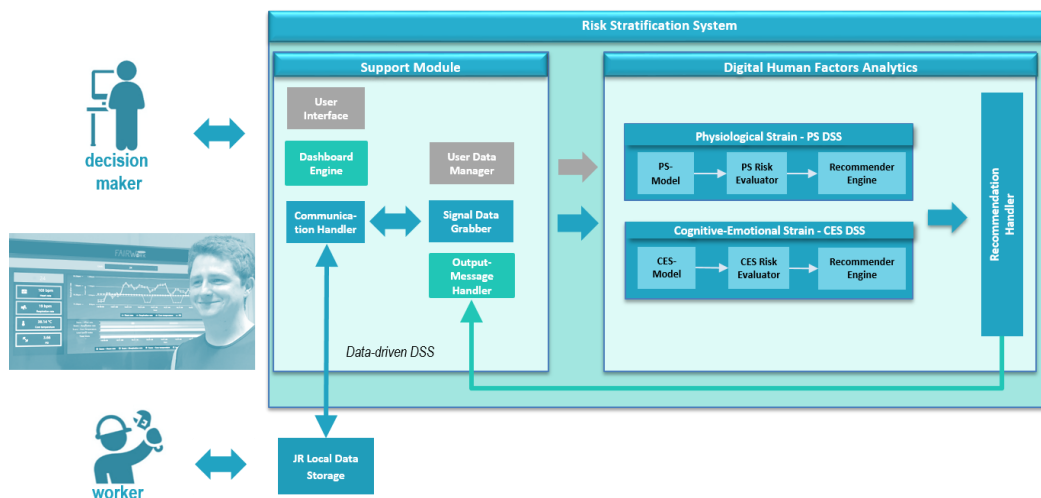 Risk Stratification System
Support Module
Digital Human Factors Analytics
User
Interface
Dashboard
Engine
User Data
Manager
Communica-
tion Handler
Signal Data
Grabber
Output-
Message
Handler
Data-driven DSS
Physiological Strain - PS DSS
PS-
Model
PS Risk
Evaluator
Recommender
Engine
Cognitive-Emotional Strain - CES DSS
CES-
Model
CES Risk
Evaluator
Recommender
Engine
Recommendation
Handler
decision
maker
JR Local Data
Storage
worker